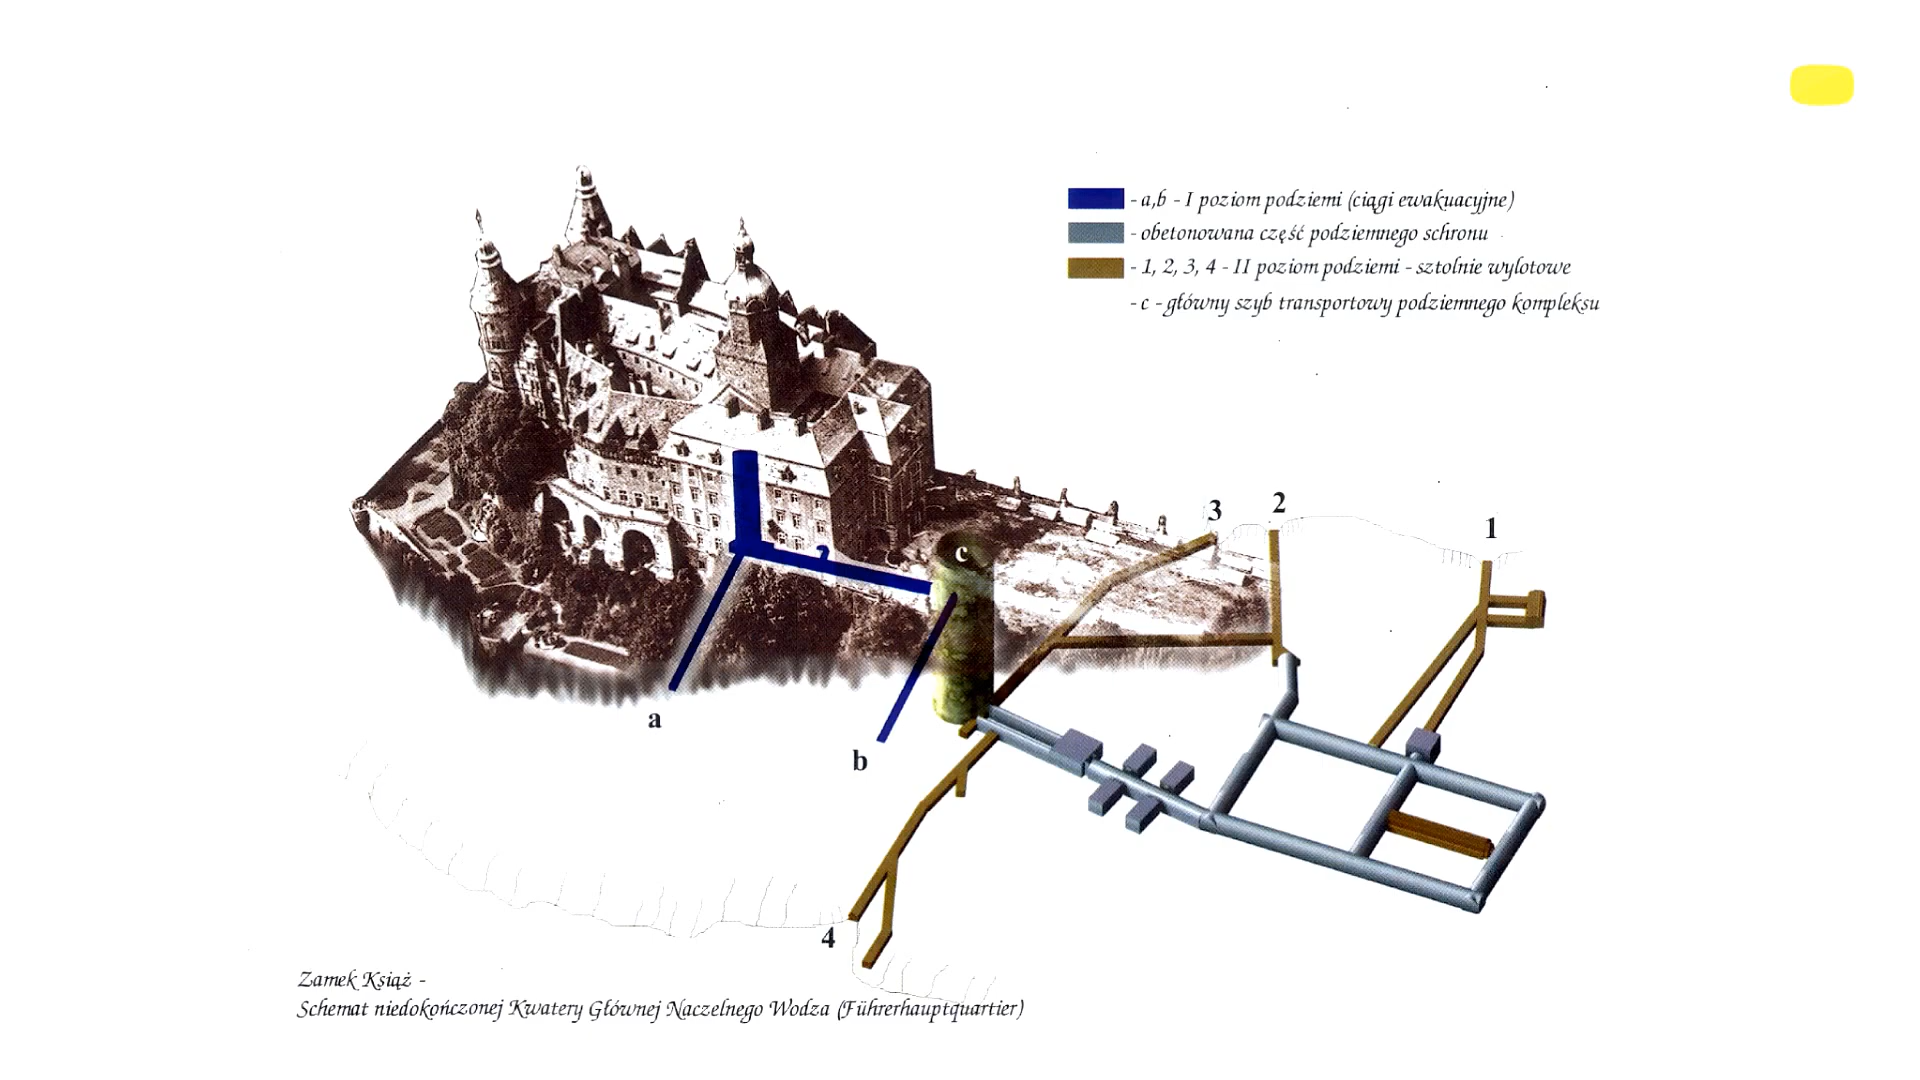 - a,b - I poziom podziemi (ciągi ewakuacyjne)
- obetonowana część podziemnego schronu
- 1, 2, 3, 4 - II poziom podziemi - sztolnie wylotowe
- c - główny szyb transportowy podziemnego kompleksu
3
2
1
c
a
b
4
Zamek Książ -
Schemat niedokończonej Kwatery Głównej Naczelnego Wodza (Führerhauptquartier)